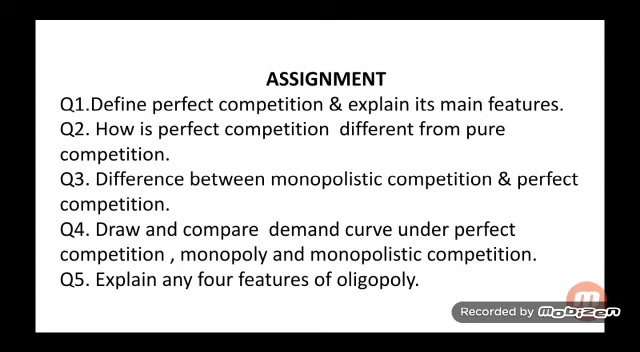 ASSIGNMENT
Q1.Define perfect competition & explain its main features.
Q2. How is perfect competition different from pure
competition.
Q3. Difference between monopolistic competition & perfect
competition.
Q4. Draw and compare demand curve under perfect
competition , monopoly and monopolistic competition.
Q5. Explain any four features of oligopoly.
Recorded by MOBIZEN